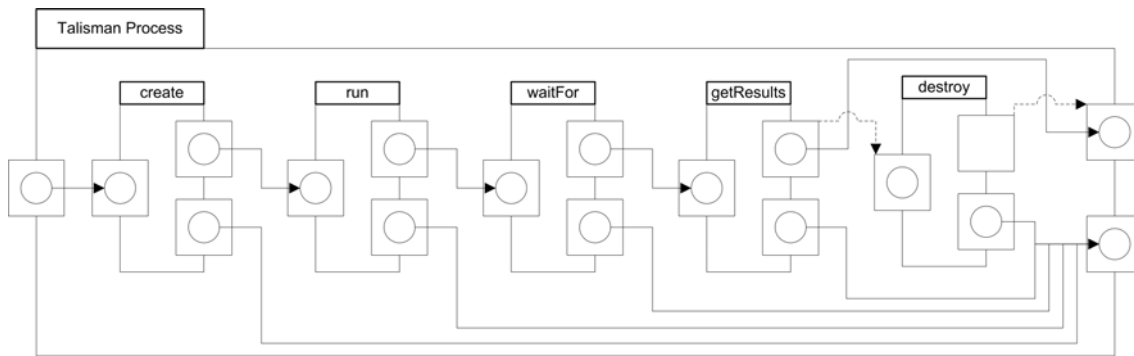 Talisman Process
create
run
waitFor
getResults
destroy